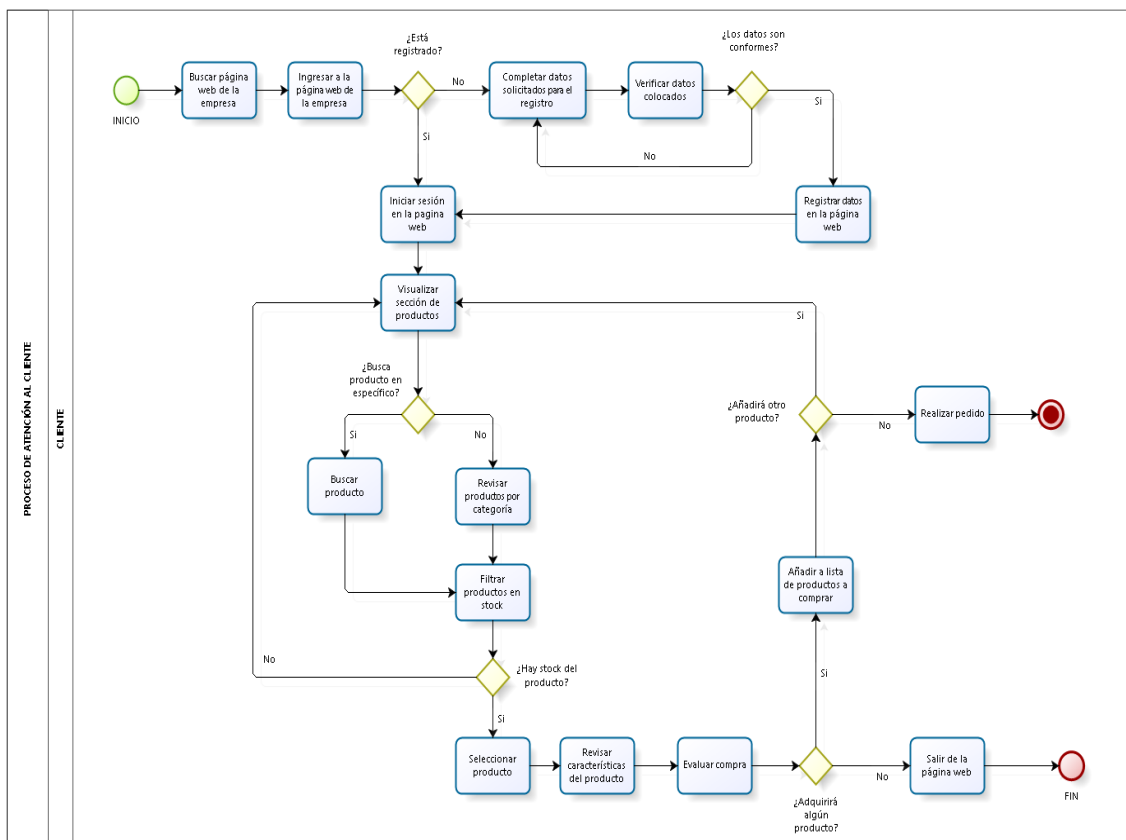 PROCESO DE ATENCIÓN AL CLIENTE
CLIENTE
INICIO
Buscar página
web de la
empresa
Ingresar a la
página web de
la empresa
¿Está
registrado?
No
Si
Completar datos
solicitados para el
registro
Verificar datos
colocados
¿Los datos son
conformes?
Si
No
Registrar datos
en la página
web
Iniciar sesión
en la pagina
web
Visualizar
sección de
productos
¿Busca
producto en
específico?
Si
No
Buscar
producto
Revisar
productos por
categoría
Filtrar
productos en
stock
¿Hay stock del
producto?
No
Si
Seleccionar
producto
Revisar
características
del producto
Evaluar compra
¿Adquirirá
algún
producto?
Si
No
Salir de la
página web
FIN
Añadir a lista
de productos a
comprar
¿Añadirá otro
producto?
Si
No
Realizar pedido